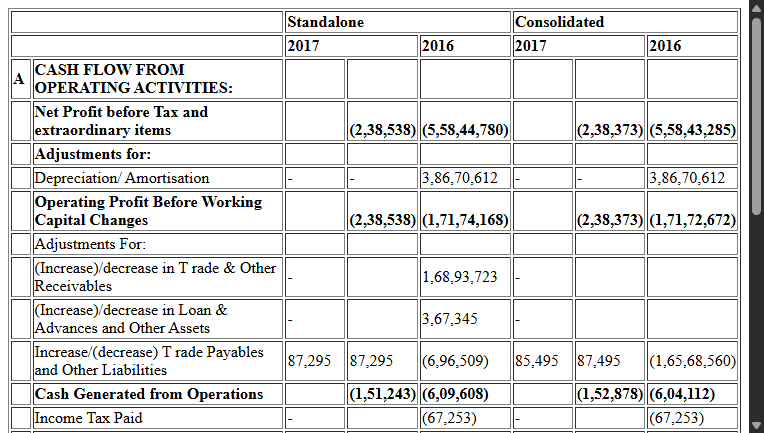 Standalone Consolidated
2017 2016 2017 2016
A CASH FLOW FROM
OPERATING ACTIVITIES:
Net Profit before Tax and
extraordinary items (2,38,538) (5,58,44,780) (2,38,373) (5,58,43,285)
Adjustments for:
Depreciation/ Amortisation - - 3,86,70,612 - - 3,86,70,612
Operating Profit Before Working
Capital Changes (2,38,538) (1,71,74,168) (2,38,373) (1,71,72,672)
Adjustments For:
(Increase)/decrease in T rade & Other
Receivables - 1,68,93,723 -
(Increase)/decrease in Loan &
Advances and Other Assets - 3,67,345 -
Increase/(decrease) T rade Payables
and Other Liabilities 87,295 87,295 (6,96,509) 85,495 87,495 (1,65,68,560)
Cash Generated from Operations (1,51,243) (6,09,608) (1,52,878) (6,04,112)
Income Tax Paid - (67,253) - (67,253)